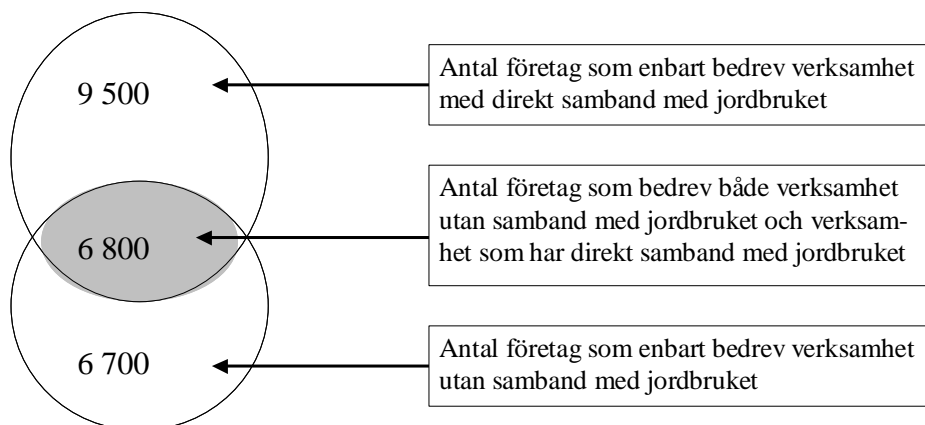 9 500
Antal företag som enbart bedrev verksamhet
med direkt samband med jordbruket
6 800
Antal företag som bedrev både verksamhet
utan samband med jordbruket och verksam-
het som har direkt samband med jordbruket
6 700
Antal företag som enbart bedrev verksamhet
utan samband med jordbruket